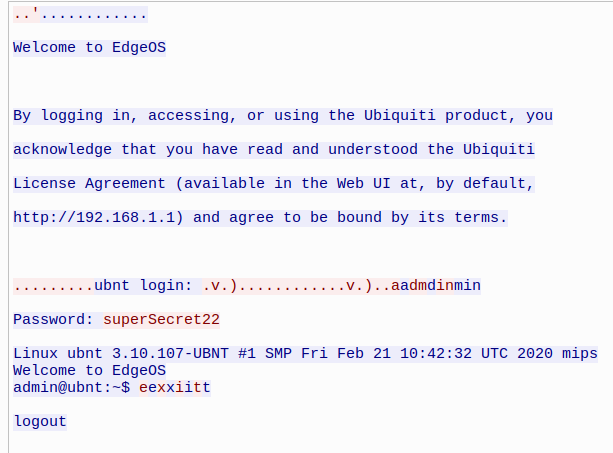 ..'............
Welcome to EdgeOS
By logging in, accessing, or using the Ubiquiti product, you
acknowledge that you have read and understood the Ubiquiti
License Agreement (available in the Web UI at, by default,
http://192.168.1.1) and agree to be bound by its terms.
.........ubnt login: .v.)............v.)..aadmdinmin
Password: superSecret22
Linux ubnt 3.10.107-UBNT #1 SMP Fri Feb 21 10:42:32 UTC 2020 mips
Welcome to EdgeOS
admin@ubnt:~$ eexxiitt
logout